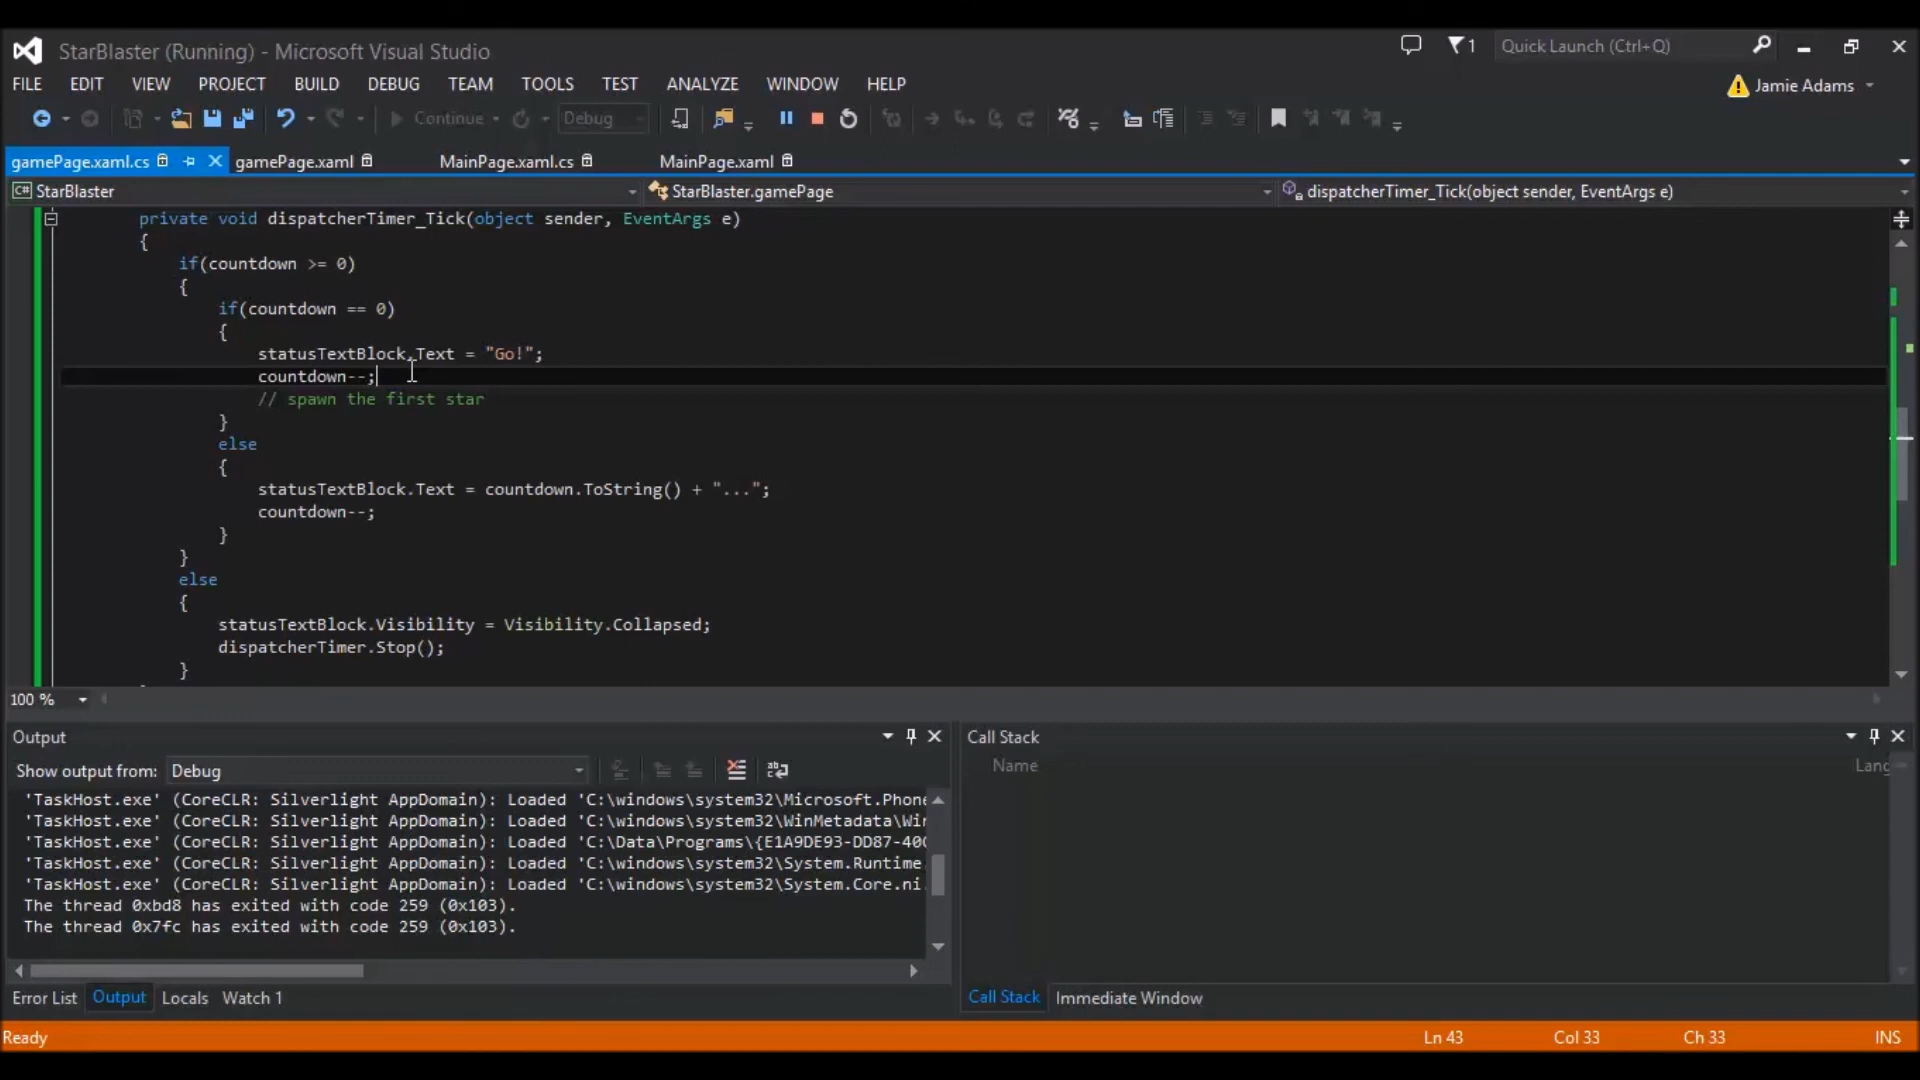 StarBlaster (Running) - Microsoft Visual Studio
1
Quick Launch (Ctrl+Q)
FILE EDIT VIEW PROJECT BUILD DEBUG TEAM TOOLS TEST ANALYZE WINDOW HELP
Jamie Adams
Continue Debug
gamePage.xaml.cs gamePage.xaml MainPage.xaml.cs MainPage.xaml
C# StarBlaster StarBlaster.gamePage dispatcherTimer_Tick(object sender, EventArgs e)
private void dispatcherTimer_Tick(object sender, EventArgs e)
{
if(countdown >= 0)
{
if(countdown == 0)
{
statusTextBlock.Text = "Go!";
countdown--;
// spawn the first star
}
else
{
statusTextBlock.Text = countdown.ToString() + "...";
countdown--;
}
}
else
{
statusTextBlock.Visibility = Visibility.Collapsed;
dispatcherTimer.Stop();
}
100 %
Output
Show output from: Debug
'TaskHost.exe' (CoreCLR: Silverlight AppDomain): Loaded 'C:\windows\system32\Microsoft.Phone
'TaskHost.exe' (CoreCLR: Silverlight AppDomain): Loaded 'C:\windows\system32\WinMetadata\Win
'TaskHost.exe' (CoreCLR: Silverlight AppDomain): Loaded 'C:\Data\Programs\{E1A9DE93-DD87-40
'TaskHost.exe' (CoreCLR: Silverlight AppDomain): Loaded 'C:\windows\system32\System.Runtime
'TaskHost.exe' (CoreCLR: Silverlight AppDomain): Loaded 'C:\windows\system32\System.Core.ni
The thread 0xbd8 has exited with code 259 (0x103).
The thread 0x7fc has exited with code 259 (0x103).
Error List Output Locals Watch 1
Call Stack
Name Lang
Call Stack Immediate Window
Ready Ln 43 Col 33 Ch 33 INS